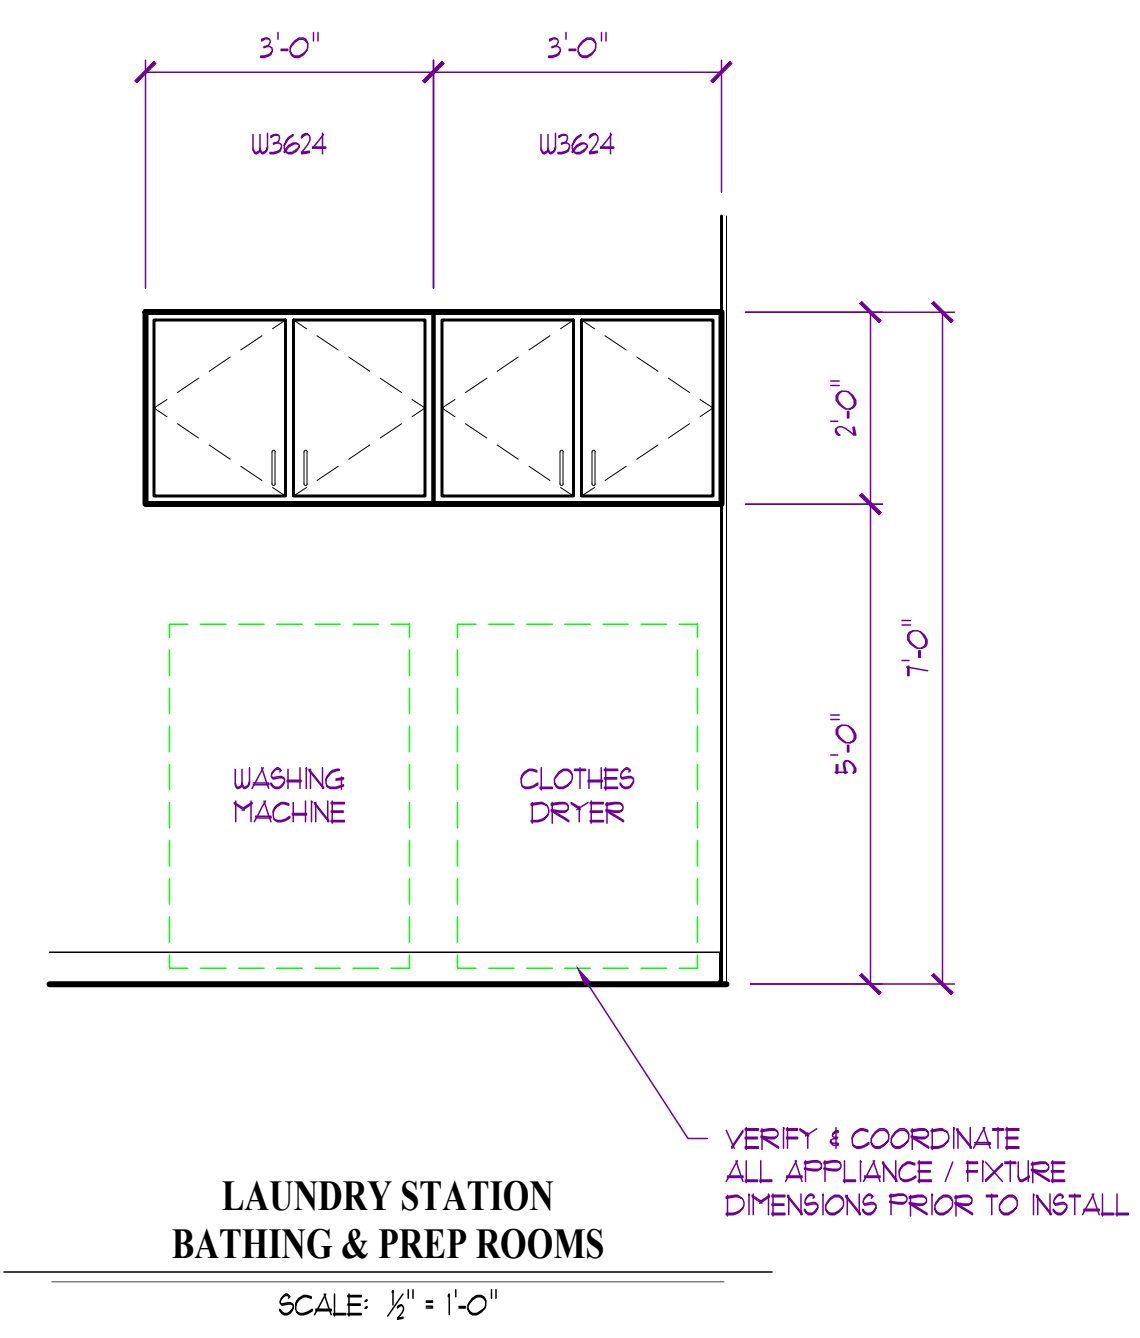 3'-0" 3'-0"
W3624 W3624
2'-0"
7'-0"
5'-0"
WASHING
MACHINE
CLOTHES
DRYER
VERIFY & COORDINATE
ALL APPLIANCE / FIXTURE
DIMENSIONS PRIOR TO INSTALL
LAUNDRY STATION
BATHING & PREP ROOMS
SCALE: ½" = 1'-0"